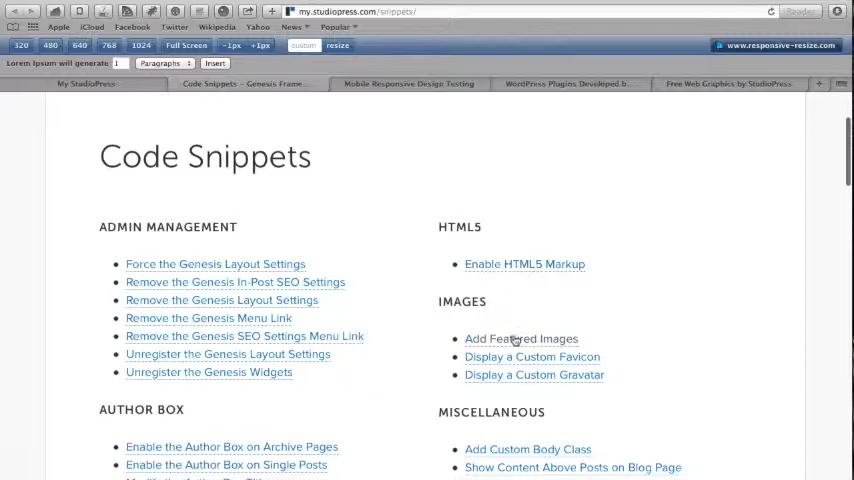 my.studiopress.com/snippets/
Reader
Apple iCloud Facebook Twitter Wikipedia Yahoo News Popular
320 480 640 768 1024 Full Screen -1px +1px custom resize www.responsive-resize.com
Lorem Ipsum will generate 1 Paragraphs Insert
My StudioPress Code Snippets – Genesis Frame... Mobile Responsive Design Testing WordPress Plugins Developed b... Free Web Graphics by StudioPress
Code Snippets
ADMIN MANAGEMENT
Force the Genesis Layout Settings
Remove the Genesis In-Post SEO Settings
Remove the Genesis Layout Settings
Remove the Genesis Menu Link
Remove the Genesis SEO Settings Menu Link
Unregister the Genesis Layout Settings
Unregister the Genesis Widgets
AUTHOR BOX
Enable the Author Box on Archive Pages
Enable the Author Box on Single Posts
HTML5
Enable HTML5 Markup
IMAGES
Add Featured Images
Display a Custom Favicon
Display a Custom Gravatar
MISCELLANEOUS
Add Custom Body Class
Show Content Above Posts on Blog Page